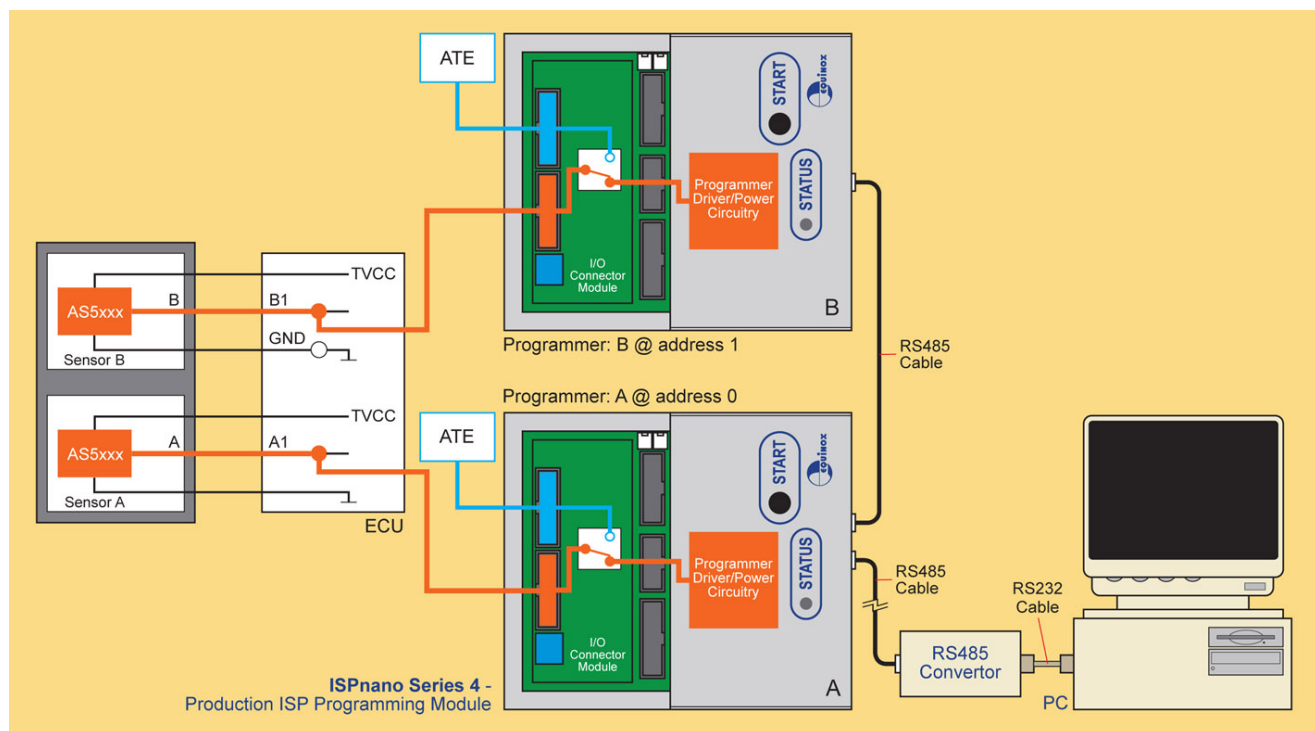 ATE
START
EQUINOX
STATUS
Programmer
Driver/Power
Circuitry
I/O
Connector
Module
B
Programmer: B @ address 1
RS485
Cable
TVCC
AS5xxx
B
B1
GND
Sensor B
TVCC
AS5xxx
A
A1
Sensor A
ECU
Programmer: A @ address 0
ATE
START
EQUINOX
STATUS
Programmer
Driver/Power
Circuitry
I/O
Connector
Module
A
RS485
Cable
RS232
Cable
RS485
Convertor
PC
ISPnano Series 4 -
Production ISP Programming Module